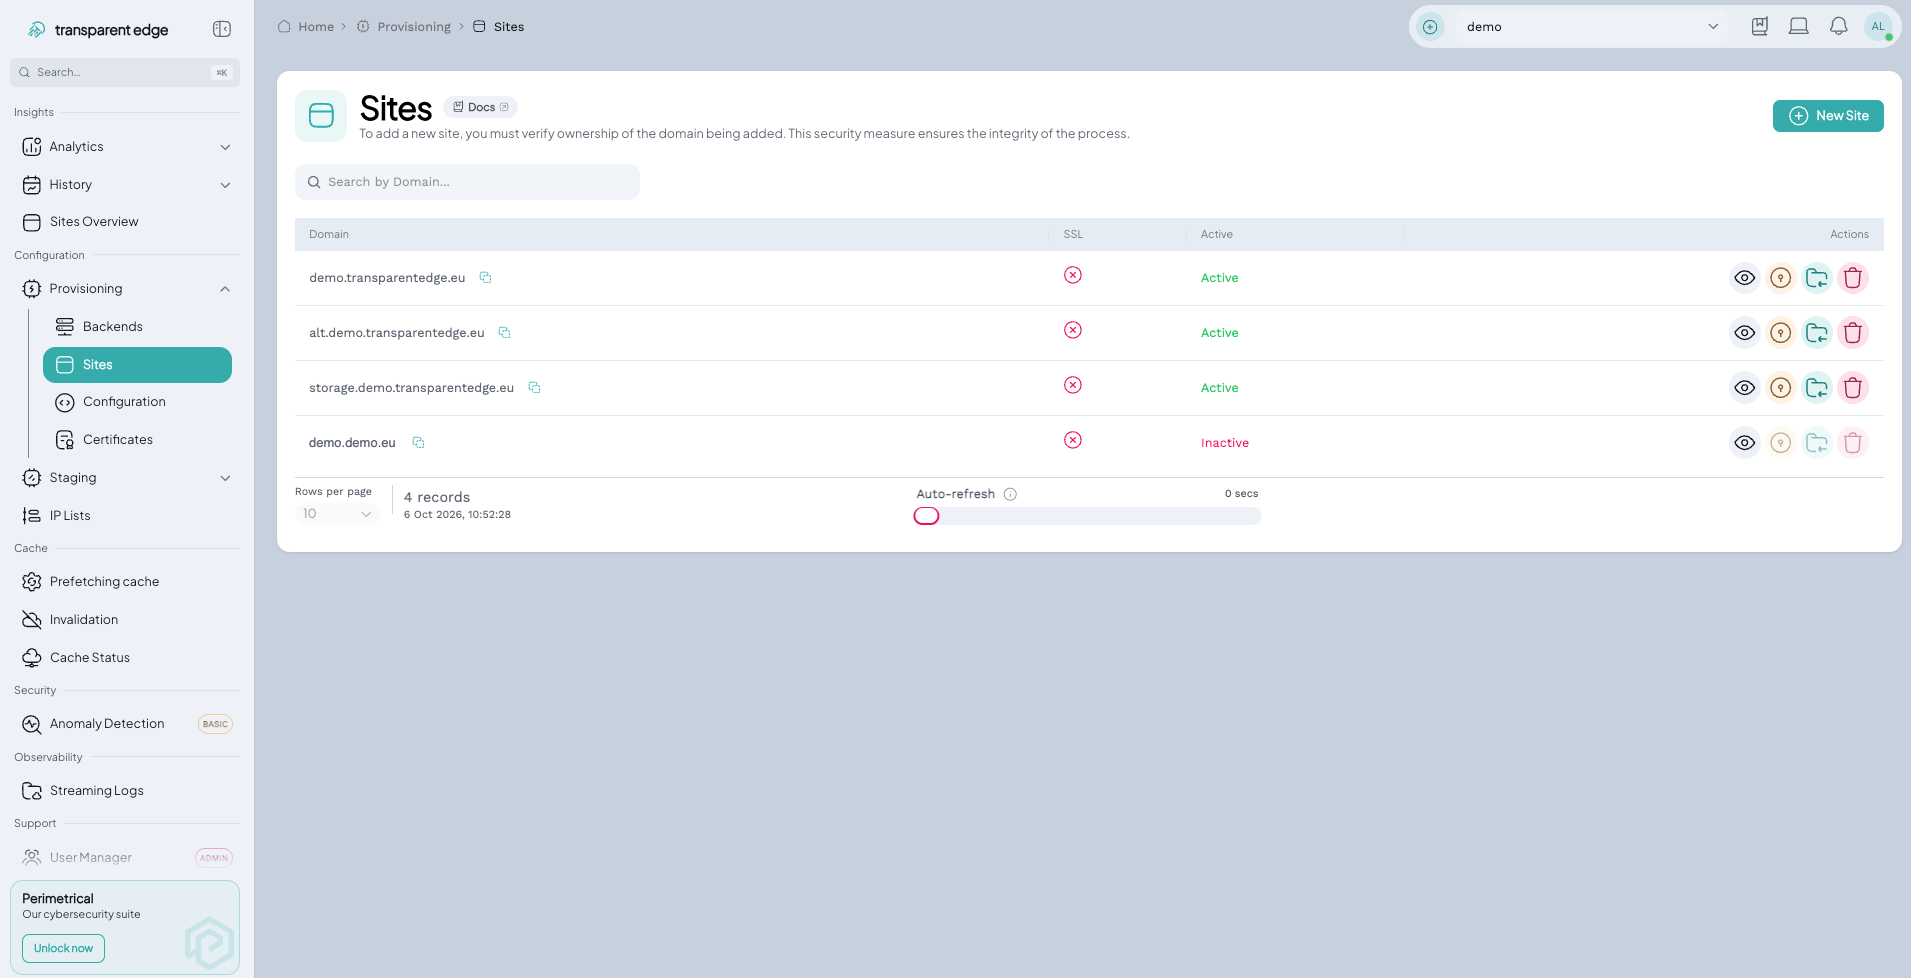 transparent edge
Search...
⌘K
Insights
Analytics
History
Sites Overview
Configuration
Provisioning
Backends
Sites
Configuration
Certificates
Staging
IP Lists
Cache
Prefetching cache
Invalidation
Cache Status
Security
Anomaly Detection BASIC
Observability
Streaming Logs
Support
User Manager ADMIN
Perimetrical
Our cybersecurity suite
Unlock now
Home > Provisioning > Sites
demo
AL
Sites Docs
To add a new site, you must verify ownership of the domain being added. This security measure ensures the integrity of the process.
New Site
Search by Domain...
Domain SSL Active Actions
demo.transparentedge.eu Active
alt.demo.transparentedge.eu Active
storage.demo.transparentedge.eu Active
demo.demo.eu Inactive
Rows per page
10
4 records
6 Oct 2026, 10:52:28
Auto-refresh 0 secs